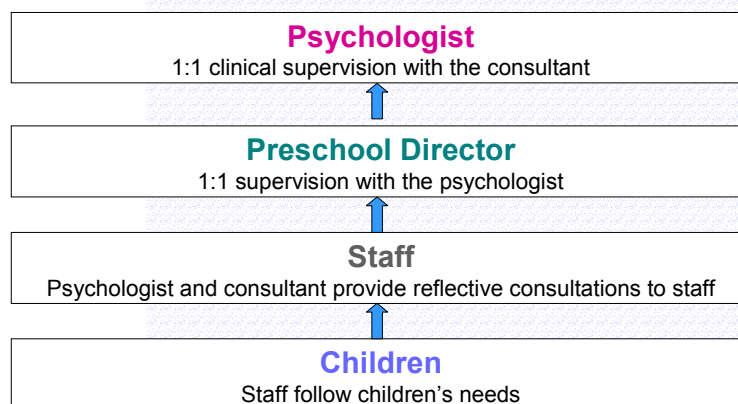 Psychologist
1:1 clinical supervision with the consultant
Preschool Director
1:1 supervision with the psychologist
Staff
Psychologist and consultant provide reflective consultations to staff
Children
Staff follow children’s needs